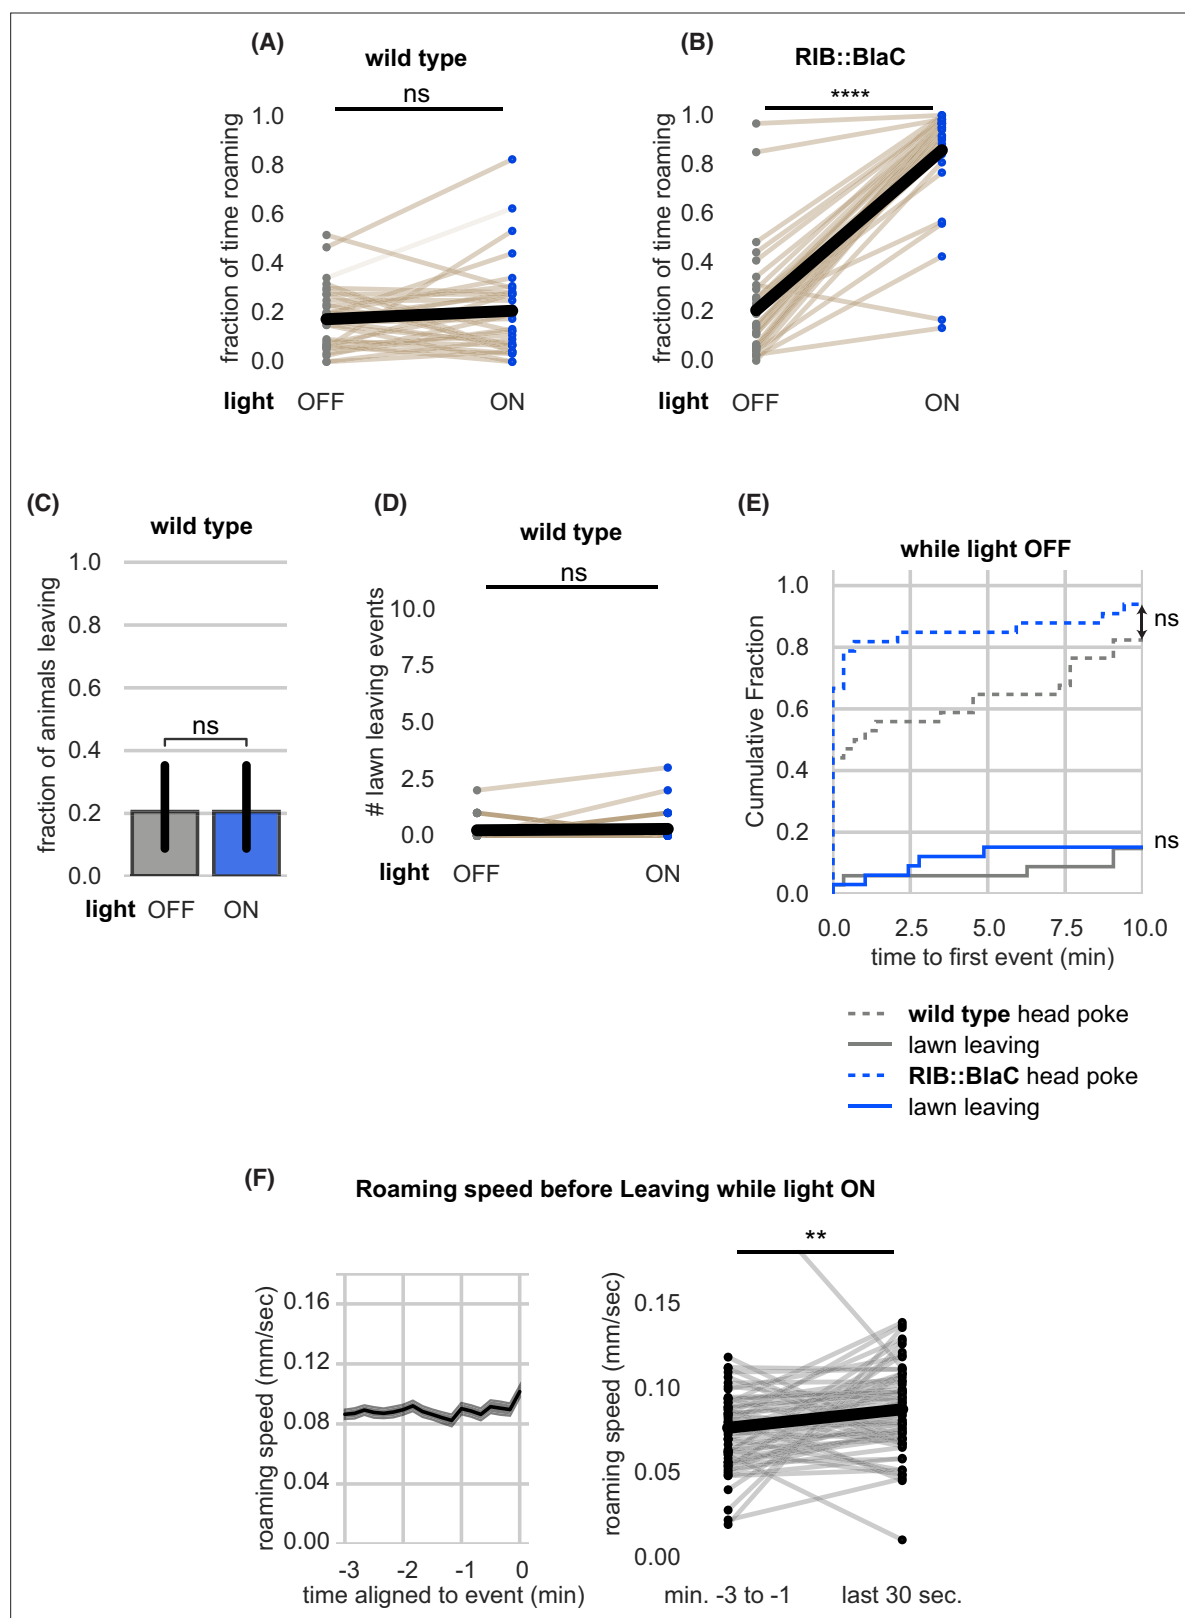 (A)
wild type
ns
fraction of time roaming
1.0
0.8
0.6
0.4
0.2
0.0
light OFF ON
(B)
RIB::BlaC
****
fraction of time roaming
1.0
0.8
0.6
0.4
0.2
0.0
OFF ON
(C)
wild type
fraction of animals leaving
1.0
0.8
0.6
0.4
0.2
0.0
ns
light OFF ON
(D)
wild type
ns
# lawn leaving events
10.0
7.5
5.0
2.5
0.0
light OFF ON
(E)
while light OFF
Cumulative Fraction
1.0
0.8
0.6
0.4
0.2
0.0
ns
ns
0.0 2.5 5.0 7.5 10.0
time to first event (min)
wild type head poke
lawn leaving
RIB::BlaC head poke
lawn leaving
(F)
Roaming speed before Leaving while light ON
roaming speed (mm/sec)
0.16
0.12
0.08
0.04
0.00
-3 -2 -1 0
time aligned to event (min)
**
roaming speed (mm/sec)
0.15
0.10
0.05
0.00
min. -3 to -1 last 30 sec.